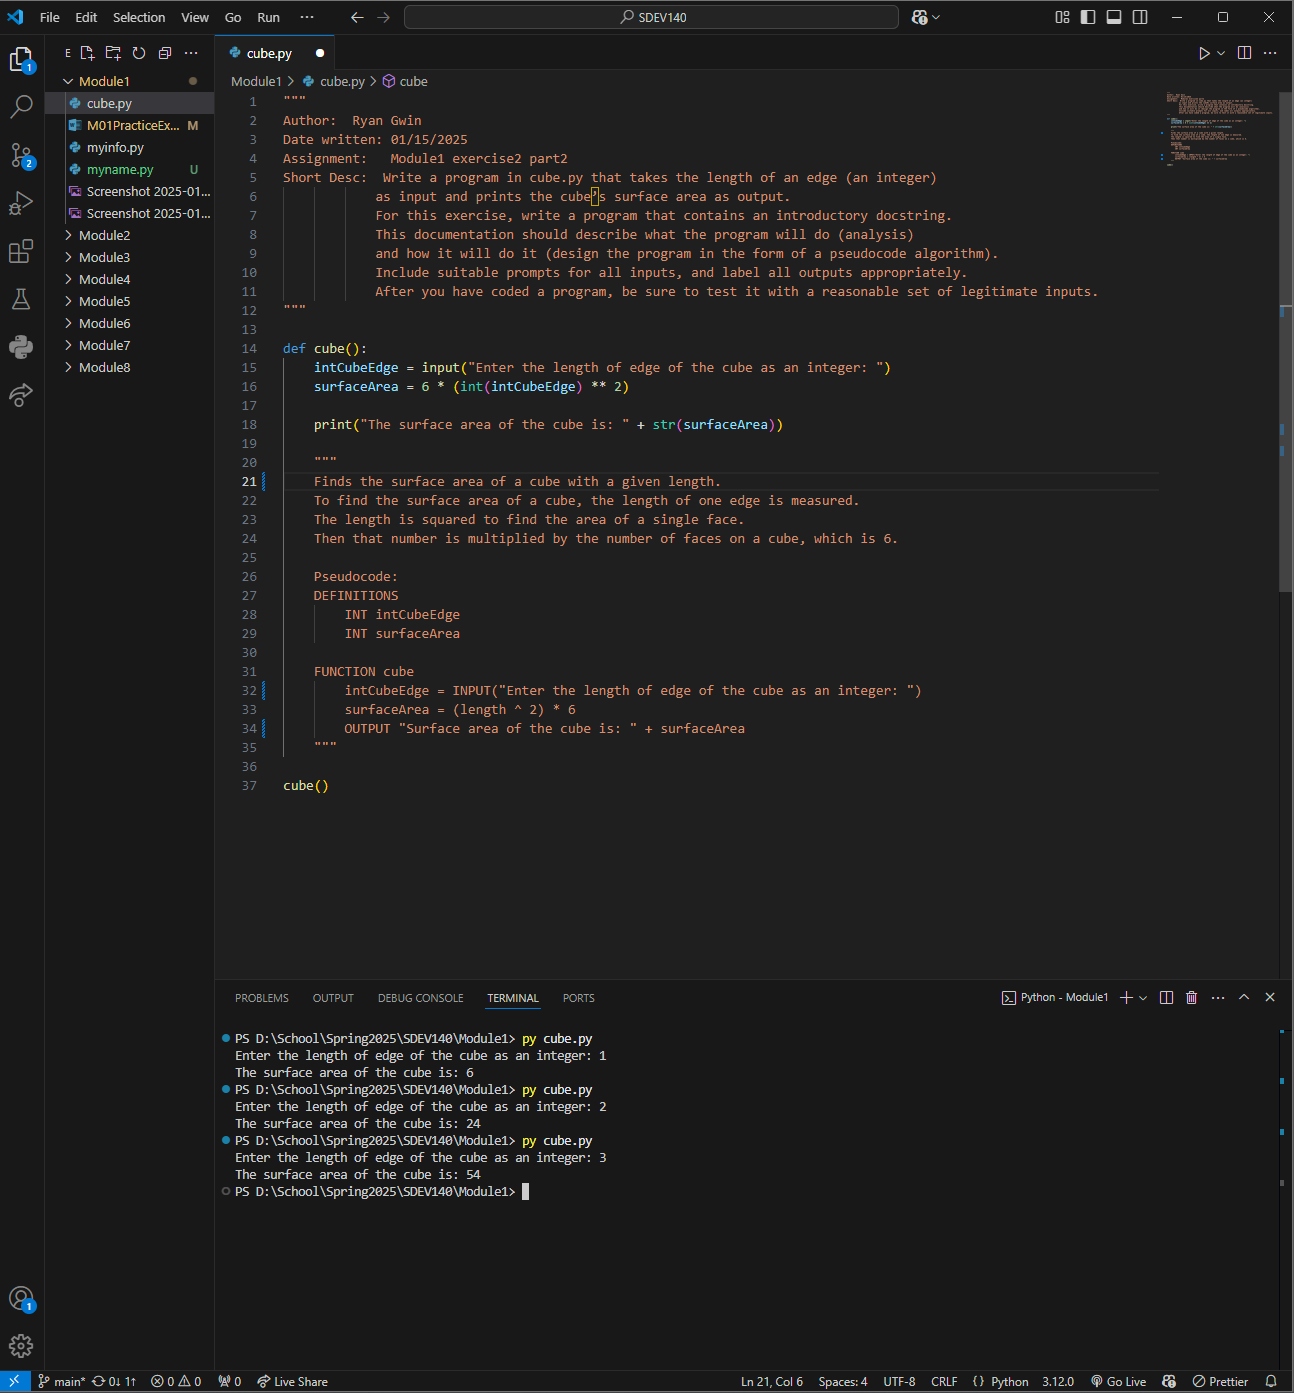 File Edit Selection View Go Run ··· SDEV140
E
Module1
cube.py
M01PracticeEx... M
myinfo.py
myname.py U
Screenshot 2025-01...
Screenshot 2025-01...
Module2
Module3
Module4
Module5
Module6
Module7
Module8
1
2
1
cube.py
Module1 > cube.py > cube
1 """
2 Author:  Ryan Gwin
3 Date written: 01/15/2025
4 Assignment:   Module1 exercise2 part2
5 Short Desc:  Write a program in cube.py that takes the length of an edge (an integer)
6             as input and prints the cube’s surface area as output.
7             For this exercise, write a program that contains an introductory docstring.
8             This documentation should describe what the program will do (analysis)
9             and how it will do it (design the program in the form of a pseudocode algorithm).
10             Include suitable prompts for all inputs, and label all outputs appropriately.
11             After you have coded a program, be sure to test it with a reasonable set of legitimate inputs.
12 """
13
14 def cube():
15     intCubeEdge = input("Enter the length of edge of the cube as an integer: ")
16     surfaceArea = 6 * (int(intCubeEdge) ** 2)
17
18     print("The surface area of the cube is: " + str(surfaceArea))
19
20     """
21     Finds the surface area of a cube with a given length.
22     To find the surface area of a cube, the length of one edge is measured.
23     The length is squared to find the area of a single face.
24     Then that number is multiplied by the number of faces on a cube, which is 6.
25
26     Pseudocode:
27     DEFINITIONS
28         INT intCubeEdge
29         INT surfaceArea
30
31     FUNCTION cube
32         intCubeEdge = INPUT("Enter the length of edge of the cube as an integer: ")
33         surfaceArea = (length ^ 2) * 6
34         OUTPUT "Surface area of the cube is: " + surfaceArea
35     """
36
37 cube()
PROBLEMS OUTPUT DEBUG CONSOLE TERMINAL PORTS Python - Module1
PS D:\School\Spring2025\SDEV140\Module1> py cube.py
Enter the length of edge of the cube as an integer: 1
The surface area of the cube is: 6
PS D:\School\Spring2025\SDEV140\Module1> py cube.py
Enter the length of edge of the cube as an integer: 2
The surface area of the cube is: 24
PS D:\School\Spring2025\SDEV140\Module1> py cube.py
Enter the length of edge of the cube as an integer: 3
The surface area of the cube is: 54
PS D:\School\Spring2025\SDEV140\Module1>
main* 0↓ 1↑ 0 0 0 Live Share Ln 21, Col 6 Spaces: 4 UTF-8 CRLF {} Python 3.12.0 Go Live Prettier